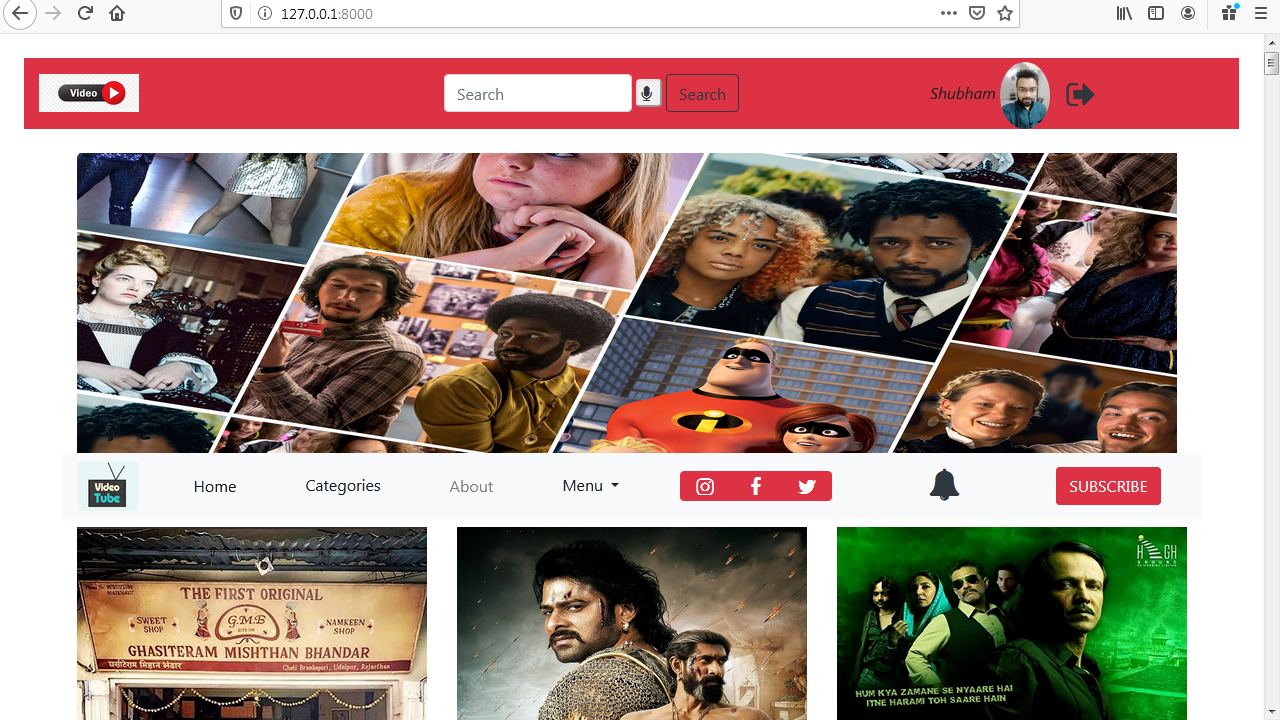 127.0.0.1:8000
Video
Search
Search
Shubham
Video
Tube
Home
Categories
About
Menu
SUBSCRIBE
THE FIRST ORIGINAL
SWEET
SHOP
G.M.B
NAMKEEN
SHOP
GHASITERAM MISHTHAN BHANDAR
घसीटाराम मिष्ठान भंडार
Choti Brahmpuri, Udaipur, Rajasthan
HIGH
GROUND
HUM KYA ZAMANE SE NYAARE HAI
ITNE HARAMI TOH SAARE HAIN